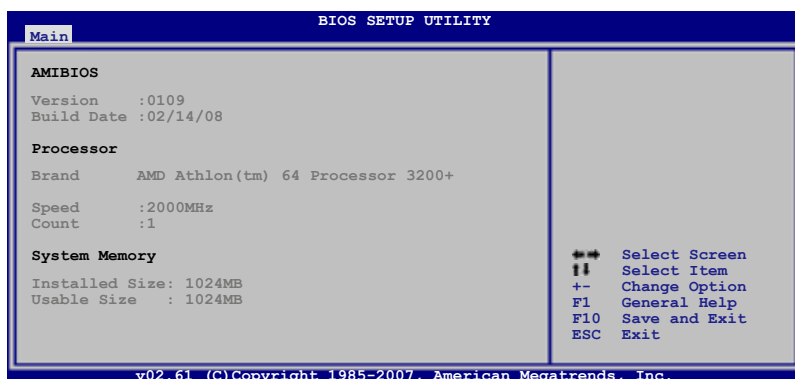 BIOS SETUP UTILITY
Main
AMIBIOS
Version :0109
Build Date :02/14/08
Processor
Brand AMD Athlon(tm) 64 Processor 3200+
Speed :2000MHz
Count :1
System Memory
Installed Size: 1024MB
Usable Size : 1024MB
Select Screen
Select Item
+- Change Option
F1 General Help
F10 Save and Exit
ESC Exit
v02.61 (C)Copyright 1985-2007, American Megatrends, Inc.